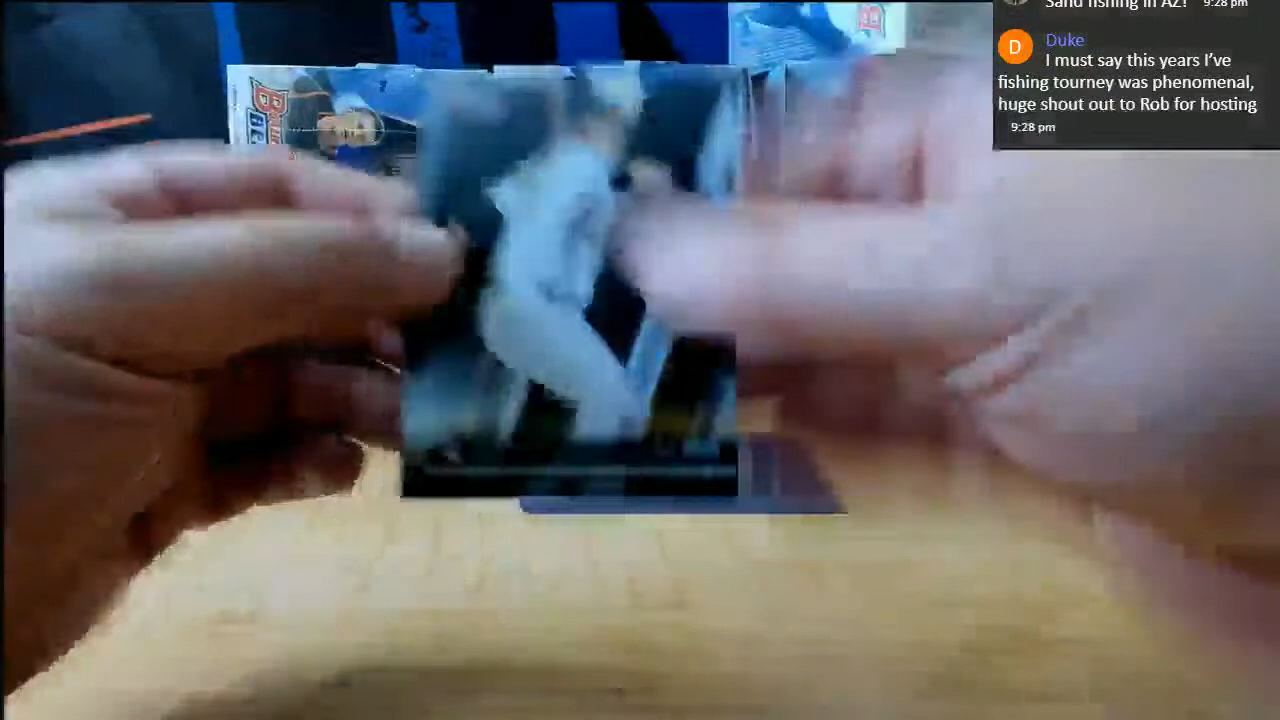 Sand fishing in AZ! 9:28 pm
D Duke
I must say this years I've
fishing tourney was phenomenal,
huge shout out to Rob for hosting
9:28 pm